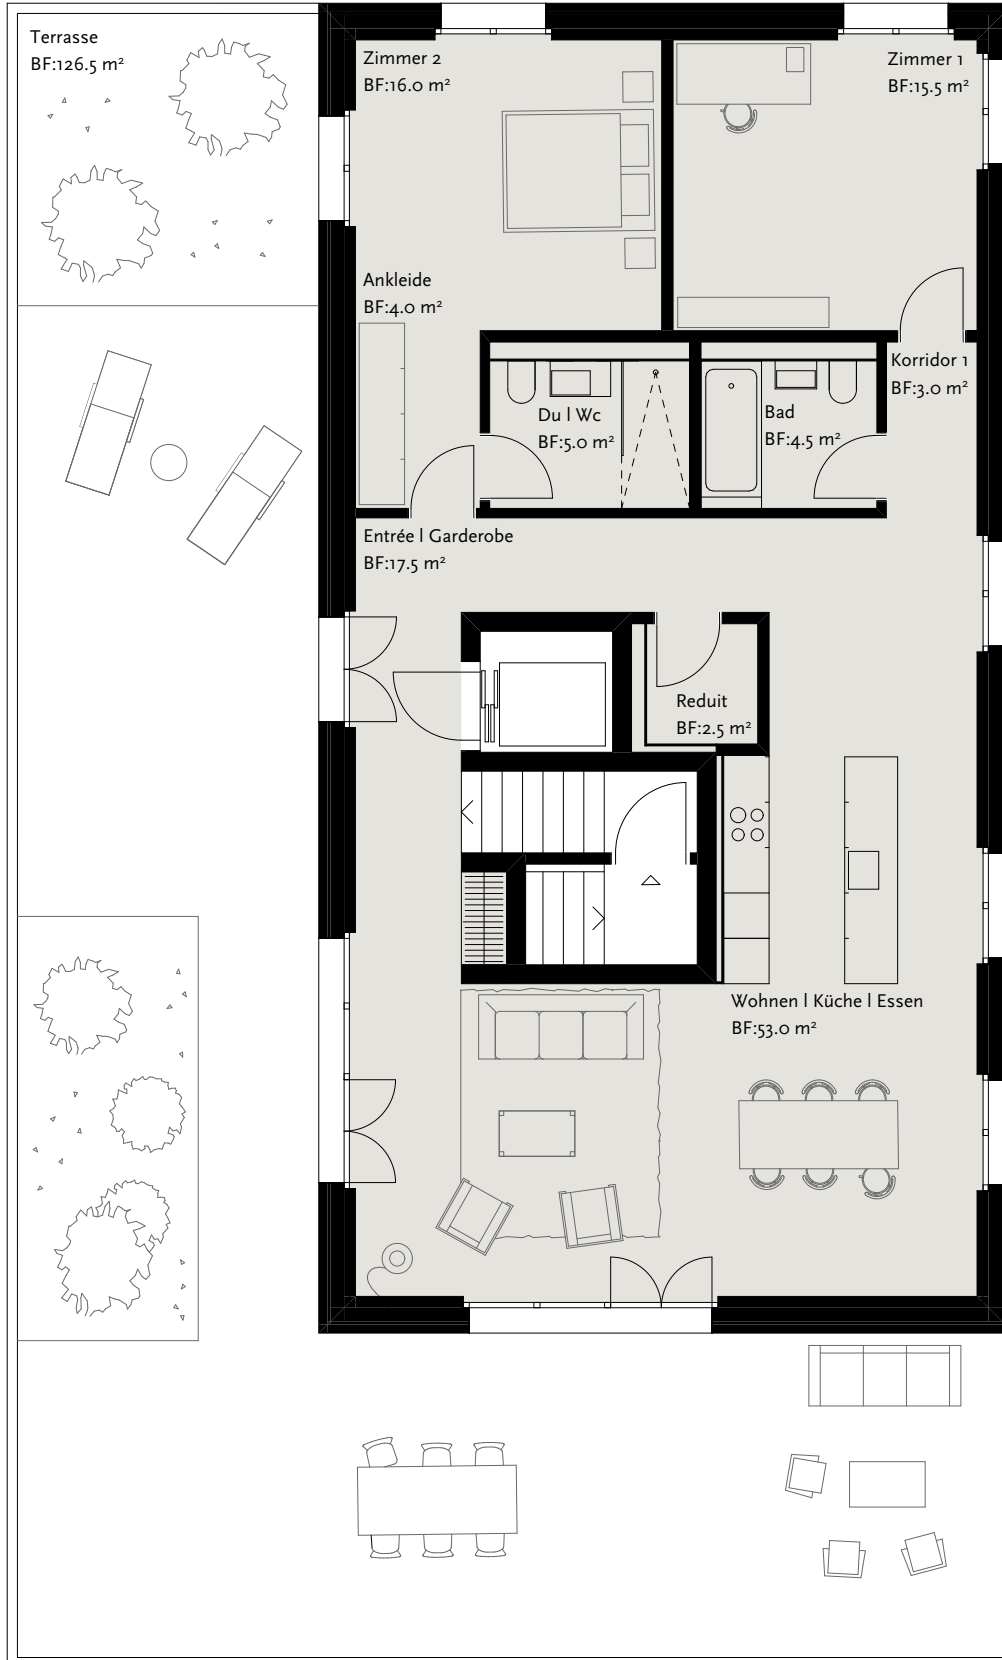 Terrasse
BF:126.5 m²
Zimmer 2
BF:16.0 m²
Zimmer 1
BF:15.5 m²
Ankleide
BF:4.0 m²
Korridor 1
BF:3.0 m²
Du | Wc
BF:5.0 m²
Bad
BF:4.5 m²
Entrée | Garderobe
BF:17.5 m²
Reduit
BF:2.5 m²
Wohnen | Küche | Essen
BF:53.0 m²